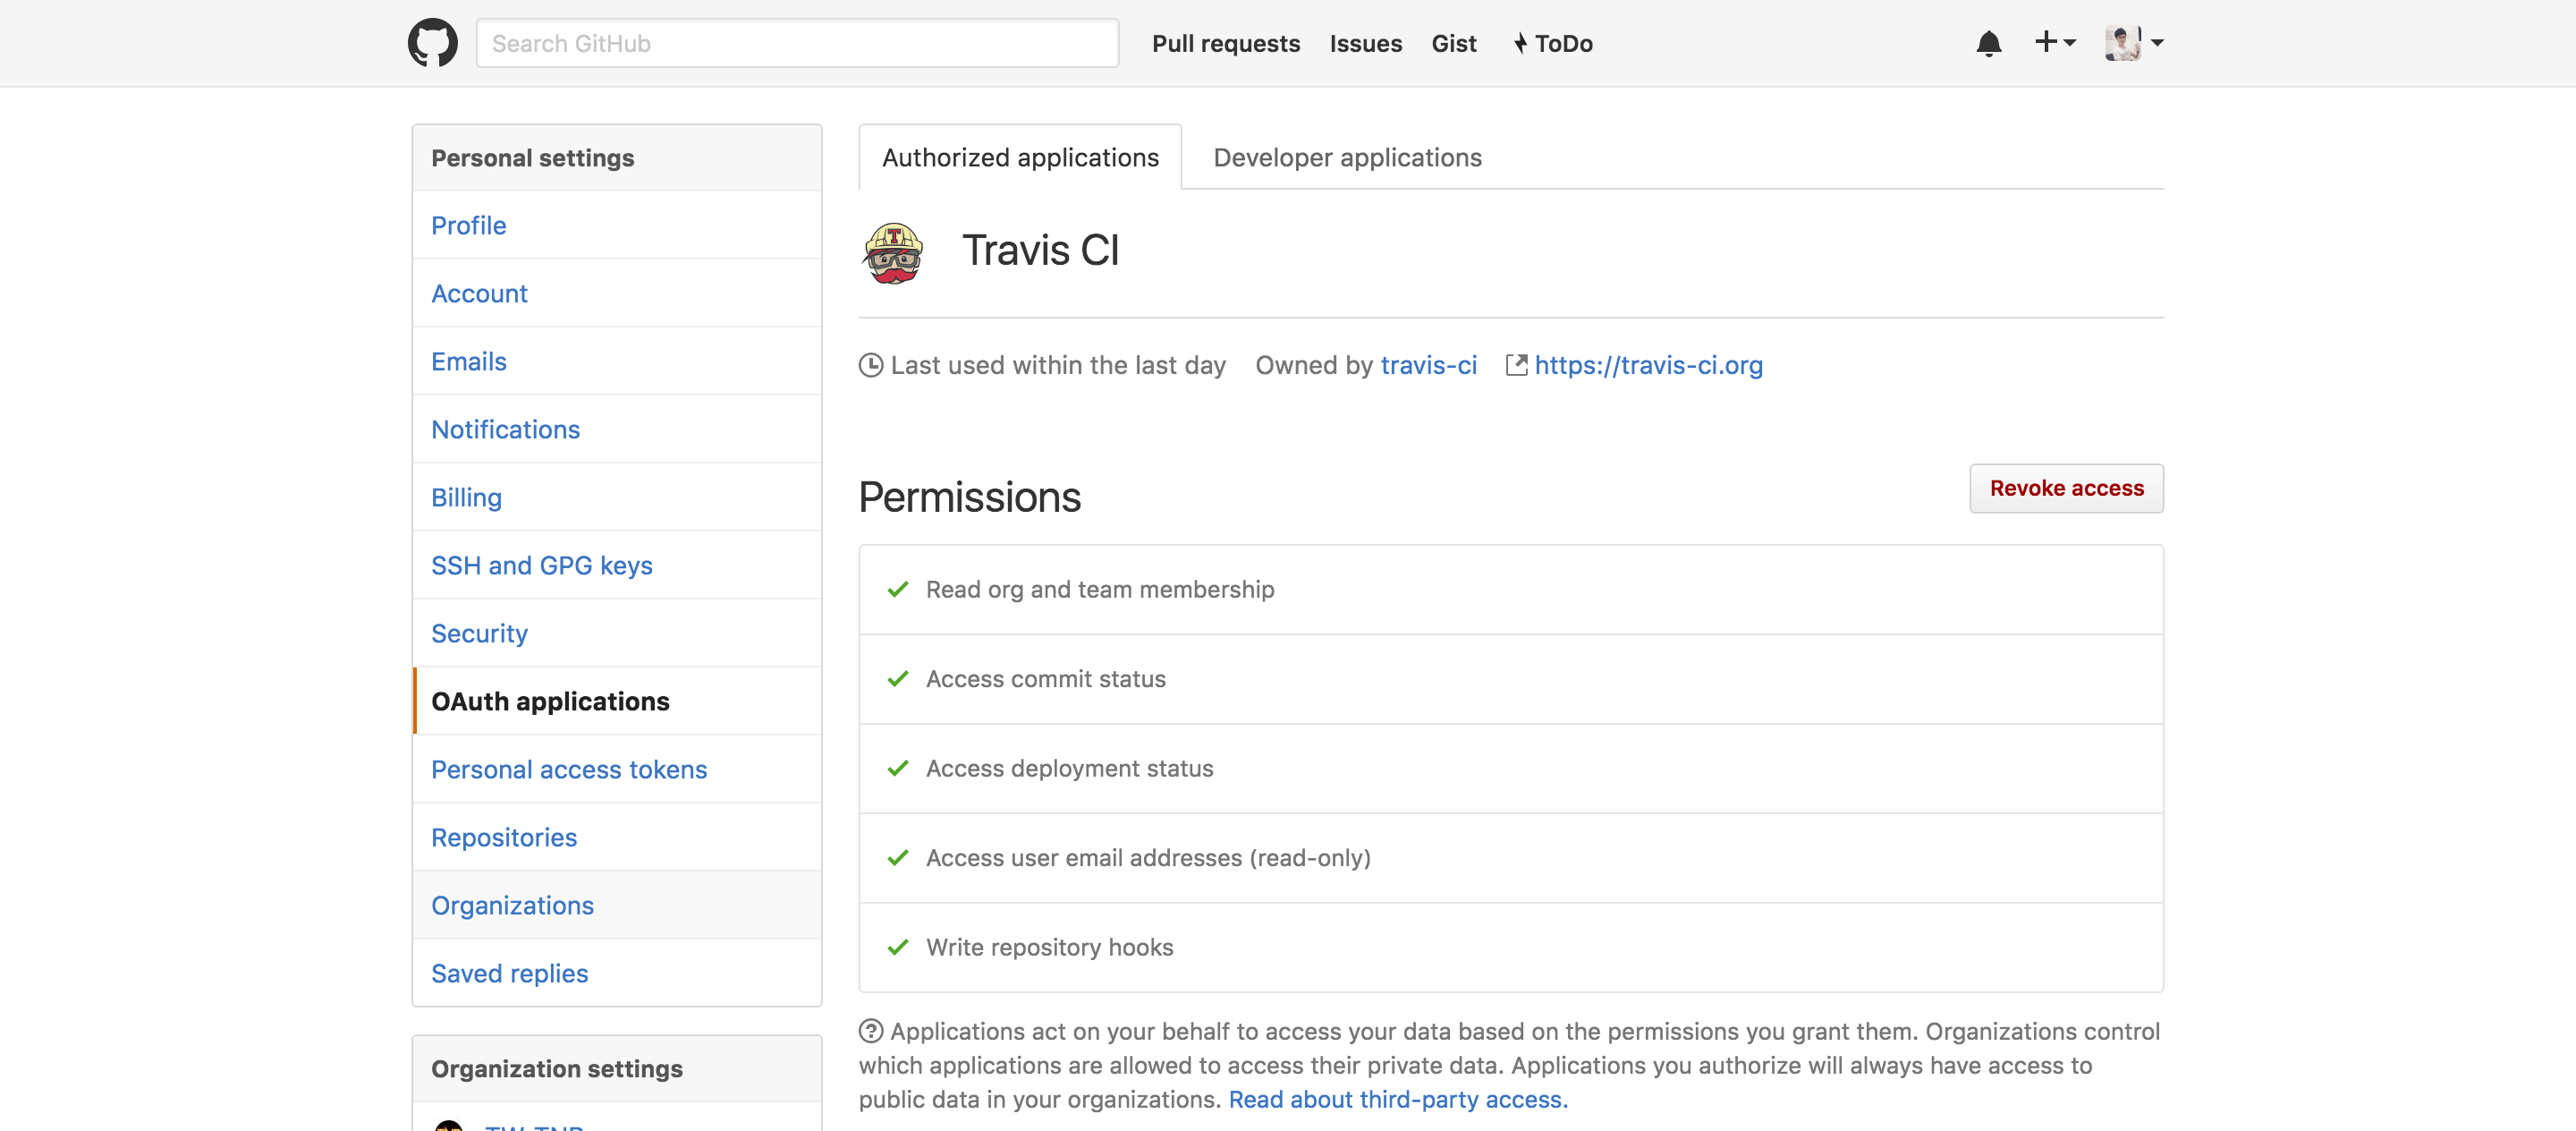 Search GitHub
Pull requests Issues Gist ToDo
Personal settings
Profile
Account
Emails
Notifications
Billing
SSH and GPG keys
Security
OAuth applications
Personal access tokens
Repositories
Organizations
Saved replies
Organization settings
Authorized applications Developer applications
T
Travis CI
Last used within the last day Owned by travis-ci https://travis-ci.org
Permissions
Revoke access
Read org and team membership
Access commit status
Access deployment status
Access user email addresses (read-only)
Write repository hooks
Applications act on your behalf to access your data based on the permissions you grant them. Organizations control
which applications are allowed to access their private data. Applications you authorize will always have access to
public data in your organizations. Read about third-party access.